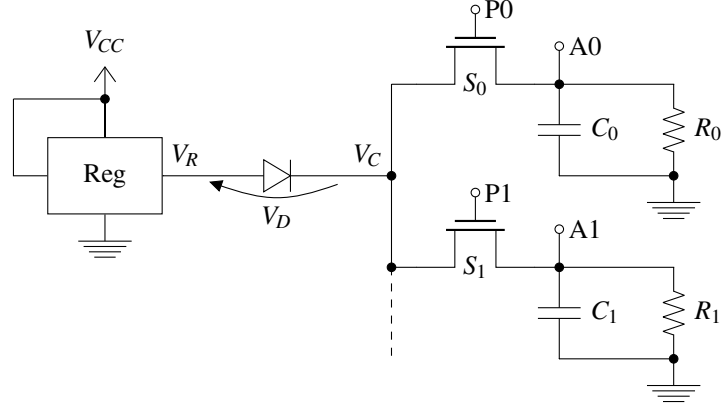 P0
V_CC
A0
S_0
C_0
R_0
Reg
V_R
V_C
V_D
P1
A1
S_1
C_1
R_1